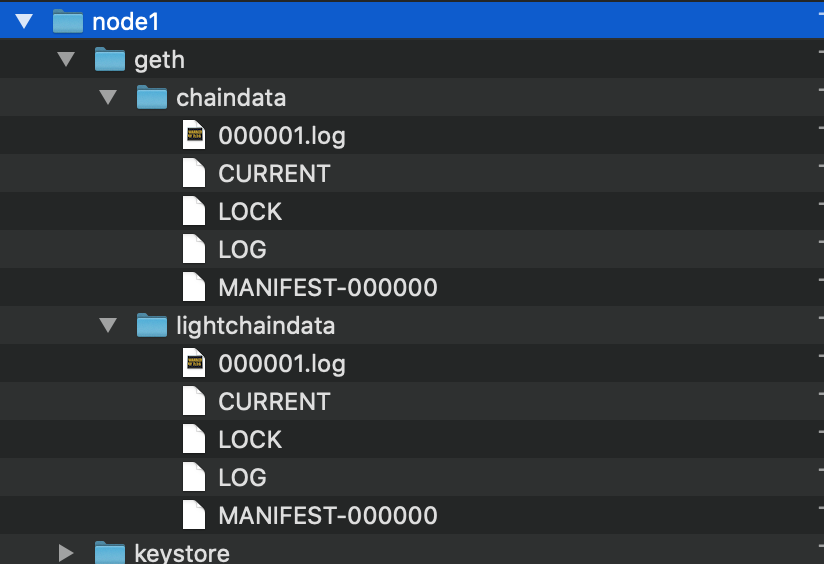 node1
geth
chaindata
000001.log
CURRENT
LOCK
LOG
MANIFEST-000000
lightchaindata
000001.log
CURRENT
LOCK
LOG
MANIFEST-000000
keystore